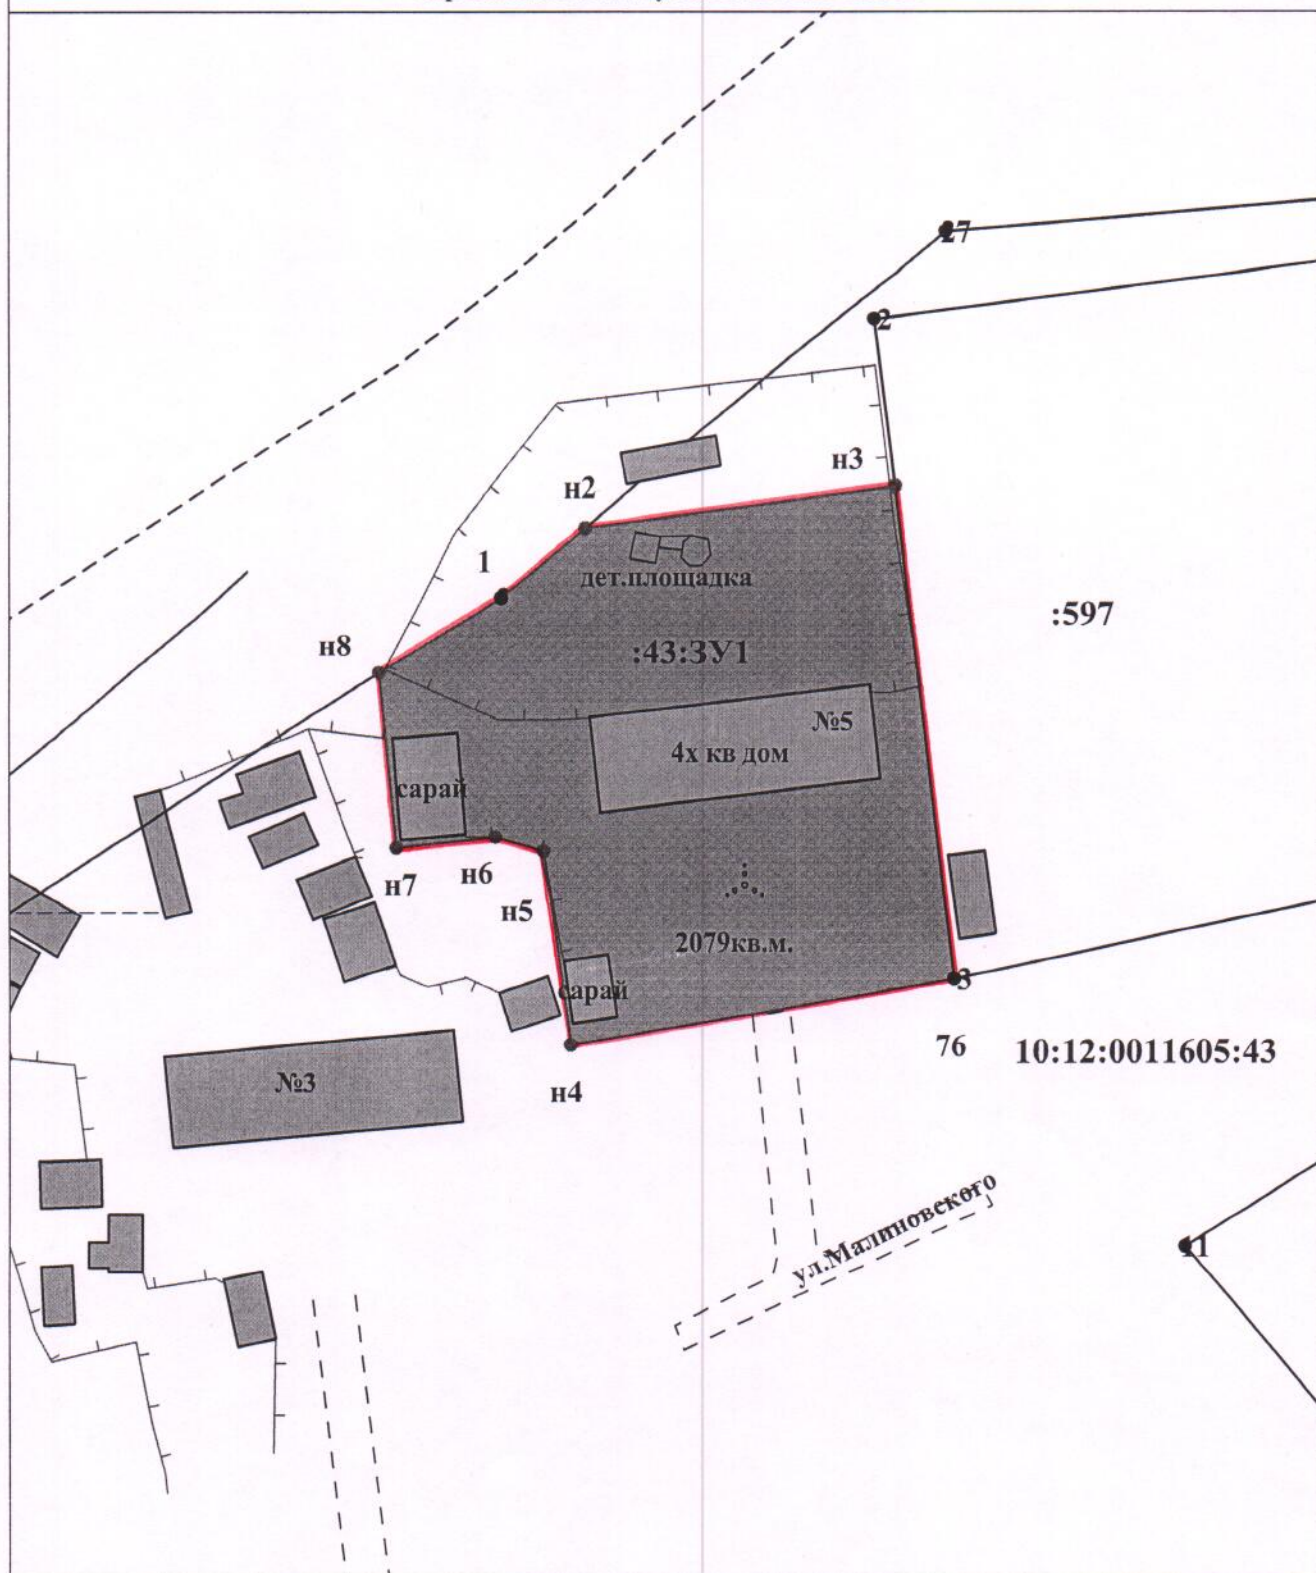 27
2
н3
н2
1
дет.площадка
:597
:43:ЗУ1
н8
№5
4х кв дом
сарай
н7
н6
н5
2079кв.м.
сарай
3
76
10:12:0011605:43
№3
н4
ул.Малиновского
11